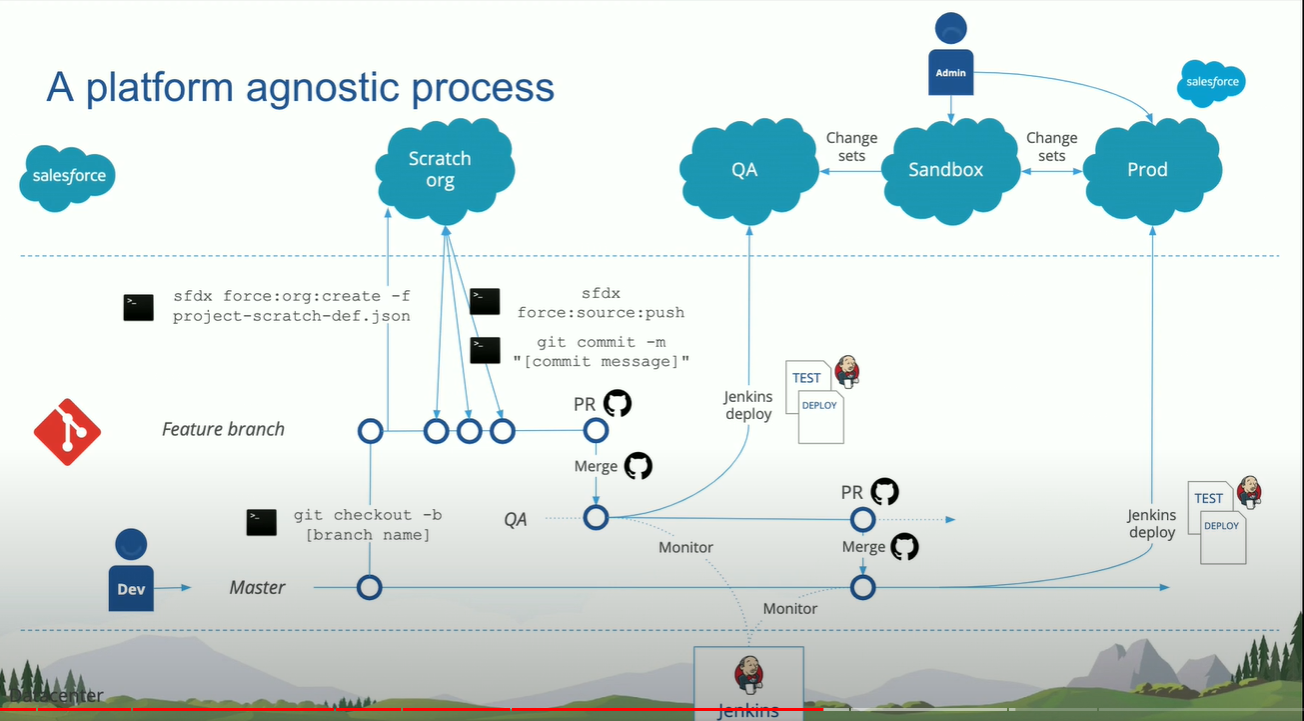 A platform agnostic process
Admin
salesforce
salesforce
Scratch
org
QA
Change
sets
Sandbox
Change
sets
Prod
>_
sfdx force:org:create -f
project-scratch-def.json
>_
sfdx
force:source:push
>_
git commit -m
"[commit message]"
Feature branch
PR
Merge
Jenkins
deploy
TEST
DEPLOY
>_
git checkout -b
[branch name]
QA
Monitor
PR
Merge
Jenkins
deploy
TEST
DEPLOY
Dev
Master
Monitor
Datacenter
Jenkins